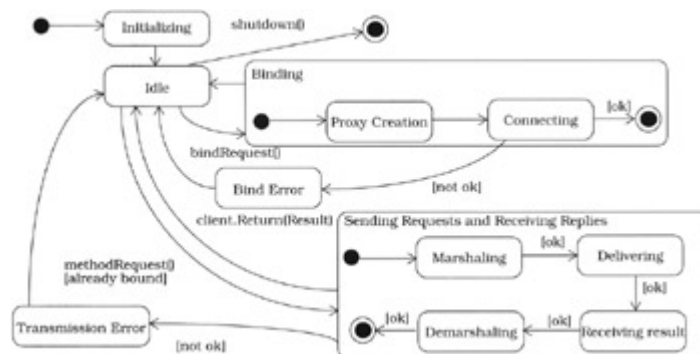 Initializing
shutdown()
Idle
Binding
Proxy Creation
Connecting
[ok]
bindRequest()
Bind Error
[not ok]
client.Return(Result)
Sending Requests and Receiving Replies
Marshaling
[ok]
Delivering
methodRequest()
[already bound]
[ok]
Transmission Error
[not ok]
[ok]
Demarshaling
[ok]
Receiving result